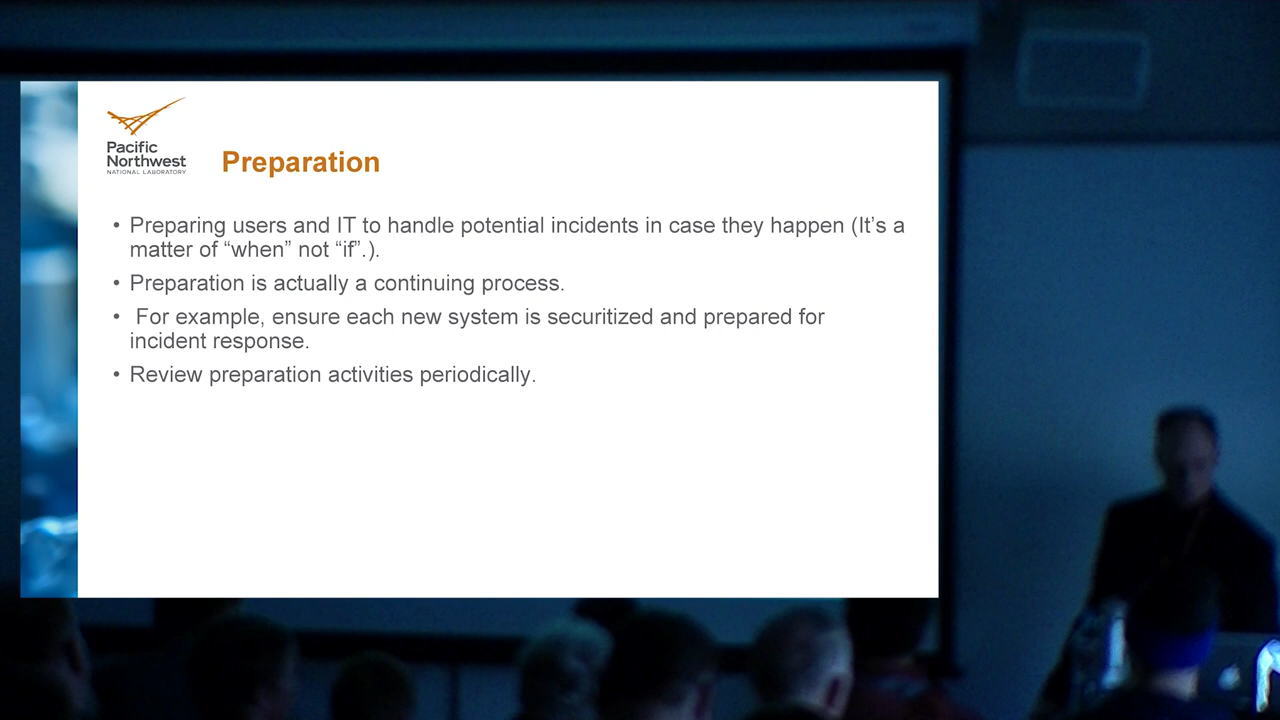 Pacific
Northwest
NATIONAL LABORATORY
Preparation
• Preparing users and IT to handle potential incidents in case they happen (It’s a
matter of “when” not “if”.).
• Preparation is actually a continuing process.
•  For example, ensure each new system is securitized and prepared for
incident response.
• Review preparation activities periodically.